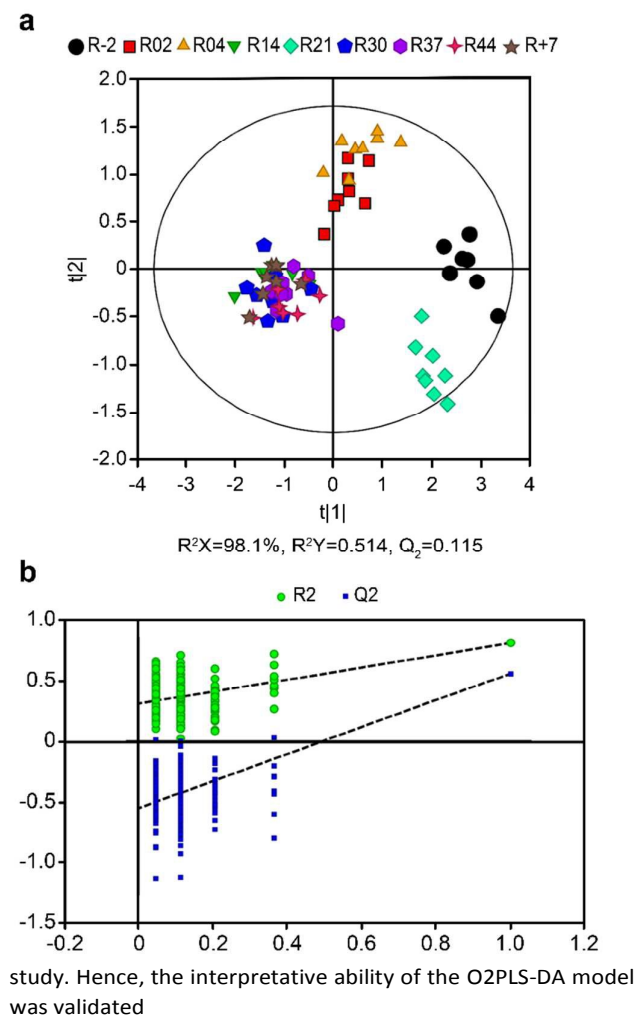 a
R-2 R02 R04 R14 R21 R30 R37 R44 R+7
2.0
1.5
1.0
0.5
0
-0.5
-1.0
-1.5
-2.0
t|2|
-4 -3 -2 -1 0 1 2 3 4
t|1|
R²X=98.1%, R²Y=0.514, Q₂=0.115
b
R2 Q2
1.0
0.5
0
-0.5
-1.0
-1.5
-0.2 0 0.2 0.4 0.6 0.8 1.0 1.2
study. Hence, the interpretative ability of the O2PLS-DA model
was validated